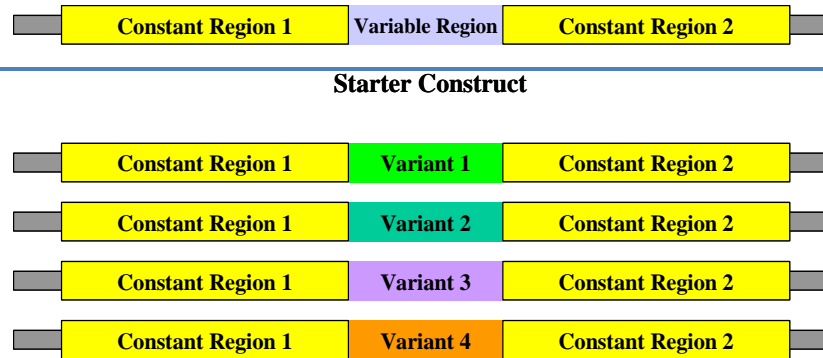 Constant Region 1 Variable Region Constant Region 2
Starter Construct
Constant Region 1 Variant 1 Constant Region 2
Constant Region 1 Variant 2 Constant Region 2
Constant Region 1 Variant 3 Constant Region 2
Constant Region 1 Variant 4 Constant Region 2